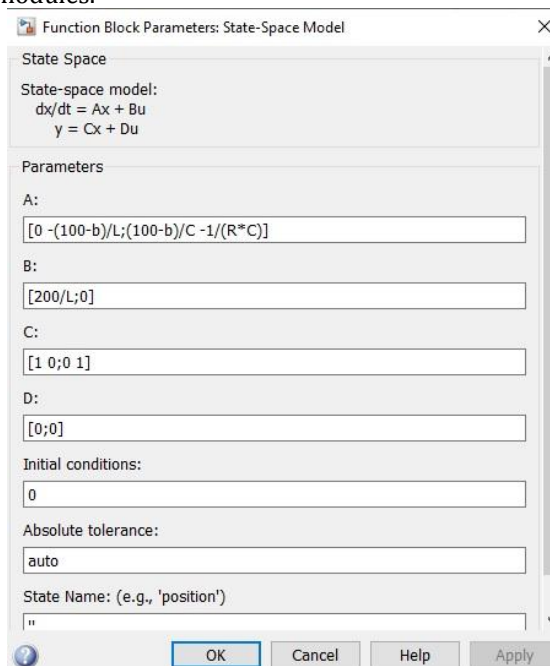 Function Block Parameters: State-Space Model
State Space
State-space model:
dx/dt = Ax + Bu
y = Cx + Du
Parameters
A:
[0 -(100-b)/L;(100-b)/C -1/(R*C)]
B:
[200/L;0]
C:
[1 0;0 1]
D:
[0;0]
Initial conditions:
0
Absolute tolerance:
auto
State Name: (e.g., 'position')
''
OK Cancel Help Apply